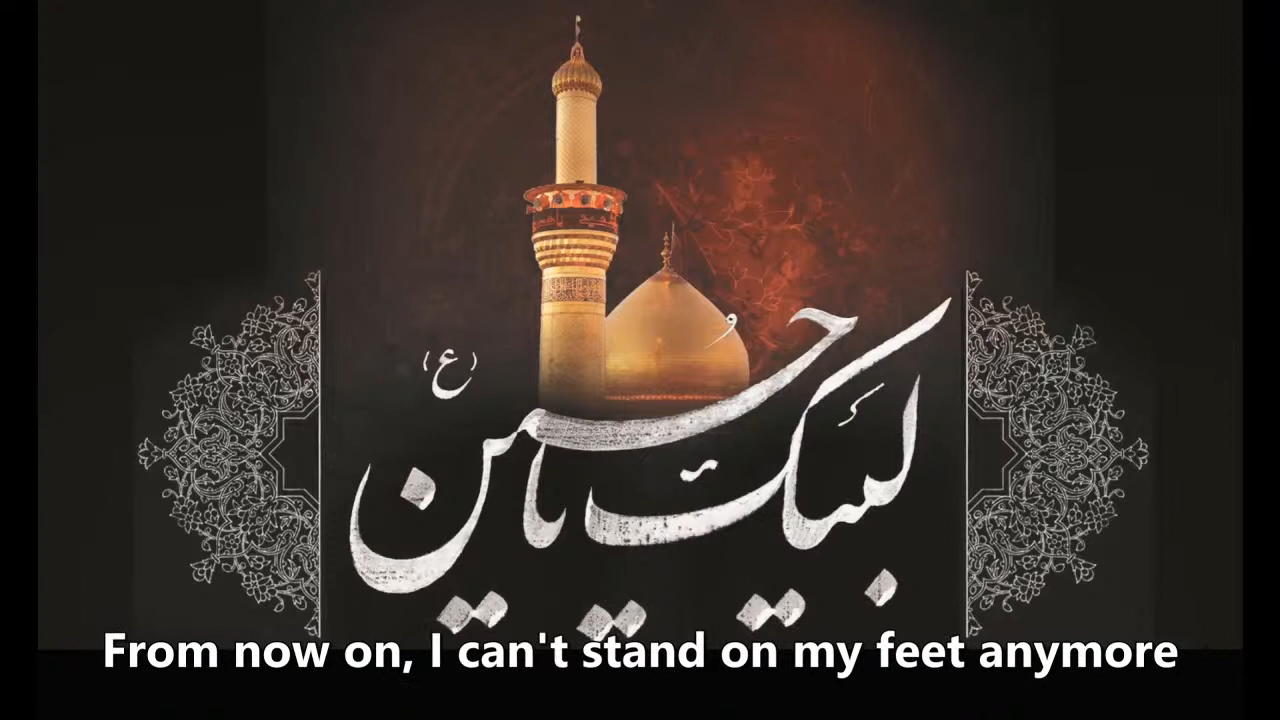 لبیک یا حسین (ع)
From now on, I can't stand on my feet anymore